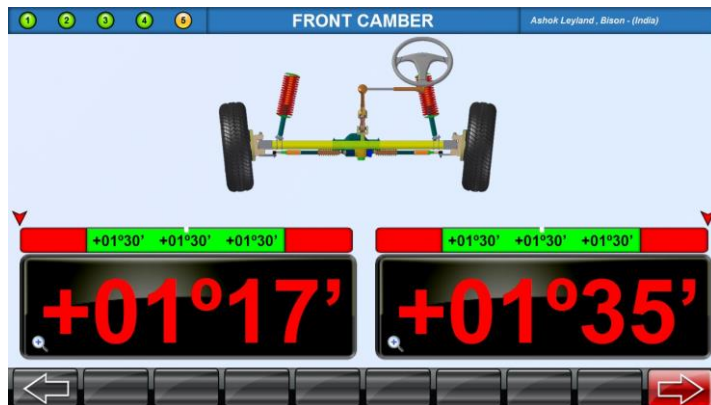 1 2 3 4 5 FRONT CAMBER Ashok Leyland , Bison - (India)
+01º30’ +01º30’ +01º30’ +01º30’ +01º30’ +01º30’
+01º17’ +01º35’